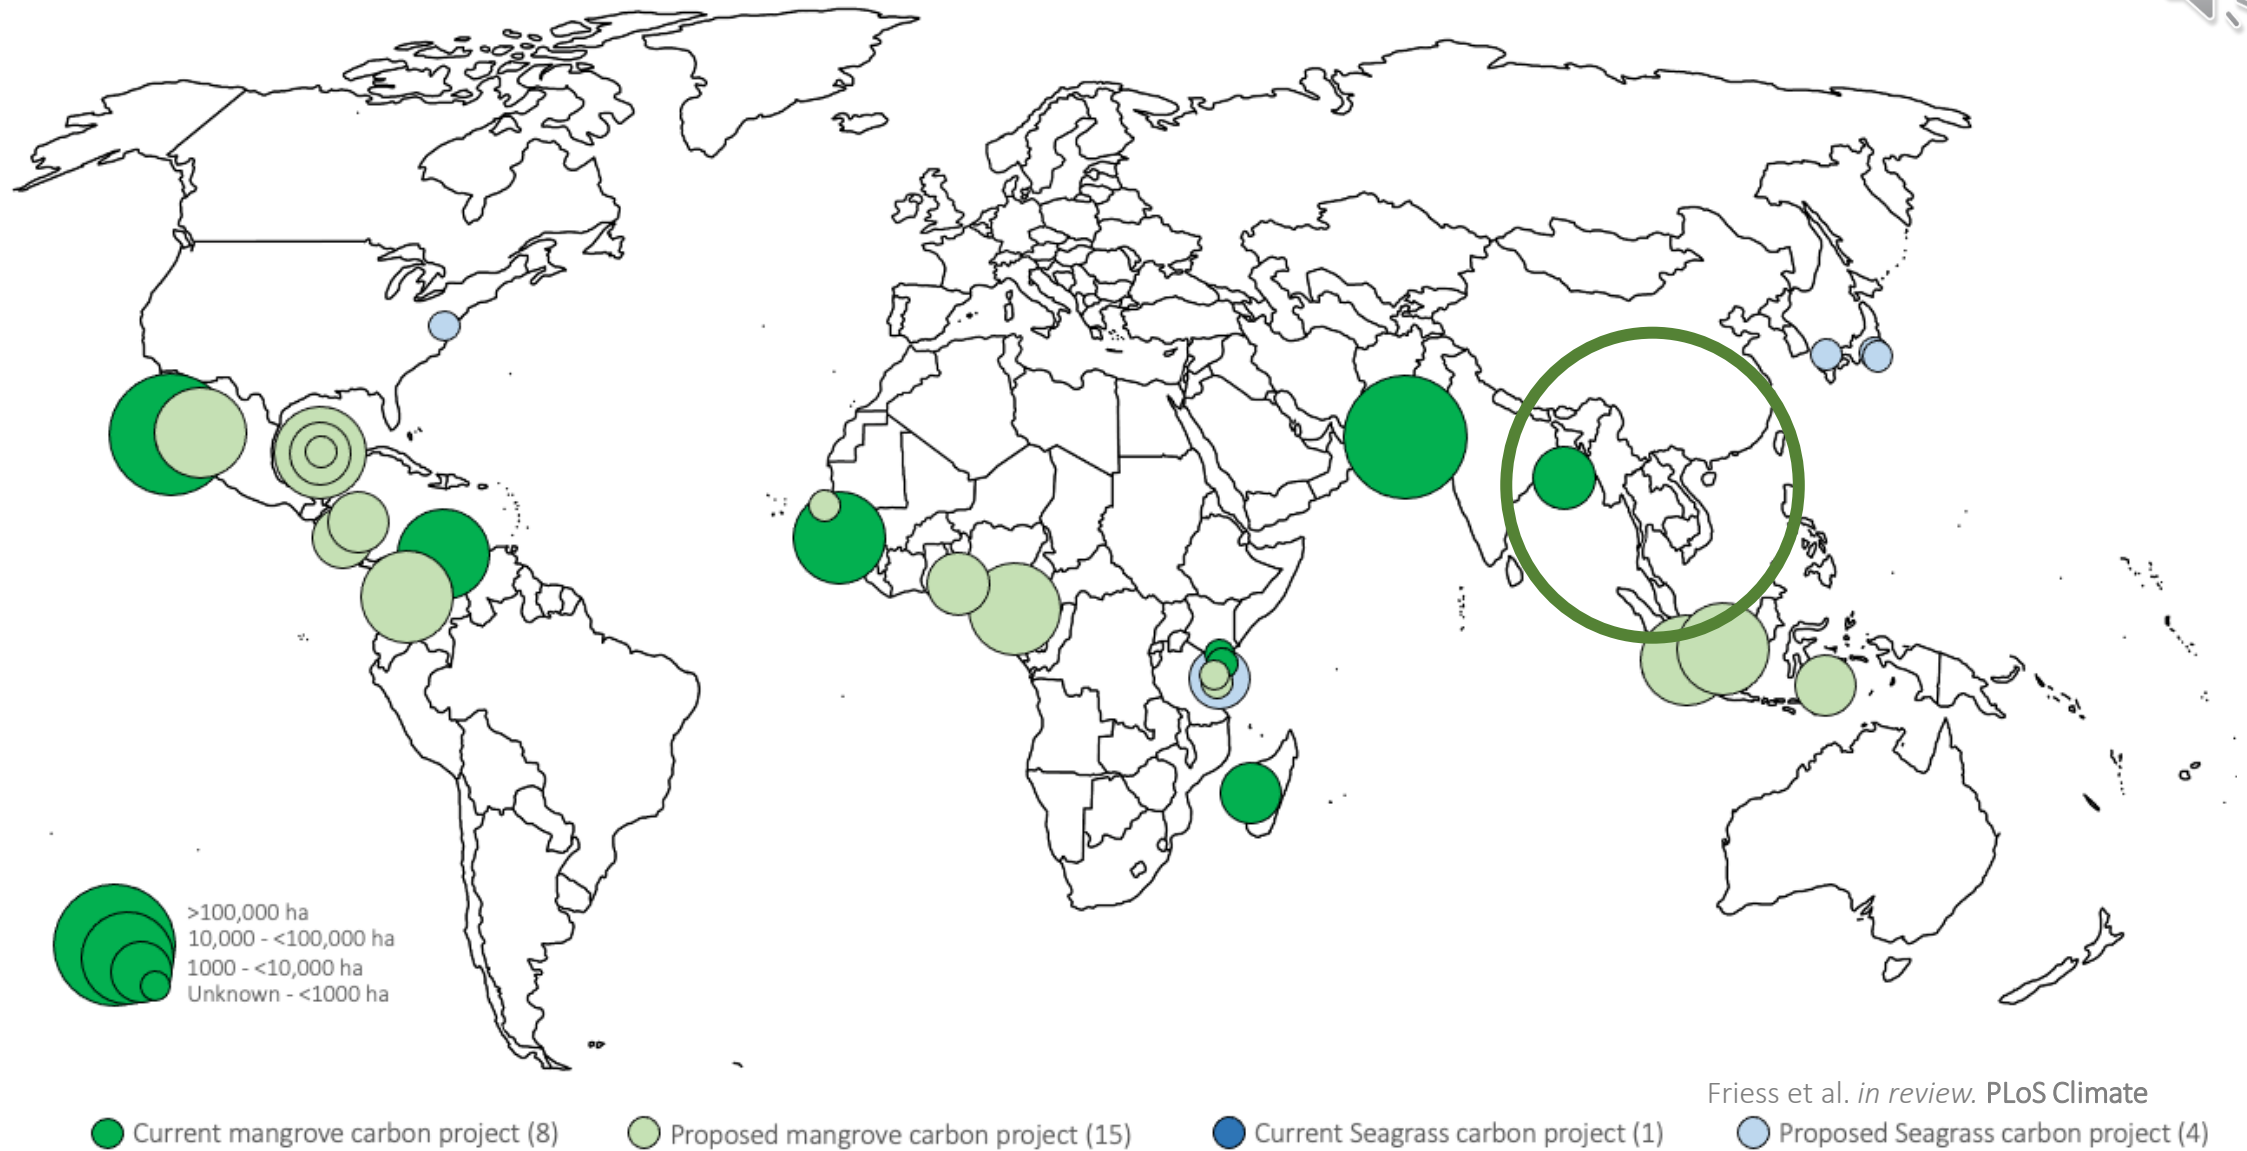 >100,000 ha
10,000 - <100,000 ha
1000 - <10,000 ha
Unknown - <1000 ha
Friess et al. in review. PLoS Climate
Current mangrove carbon project (8)
Proposed mangrove carbon project (15)
Current Seagrass carbon project (1)
Proposed Seagrass carbon project (4)